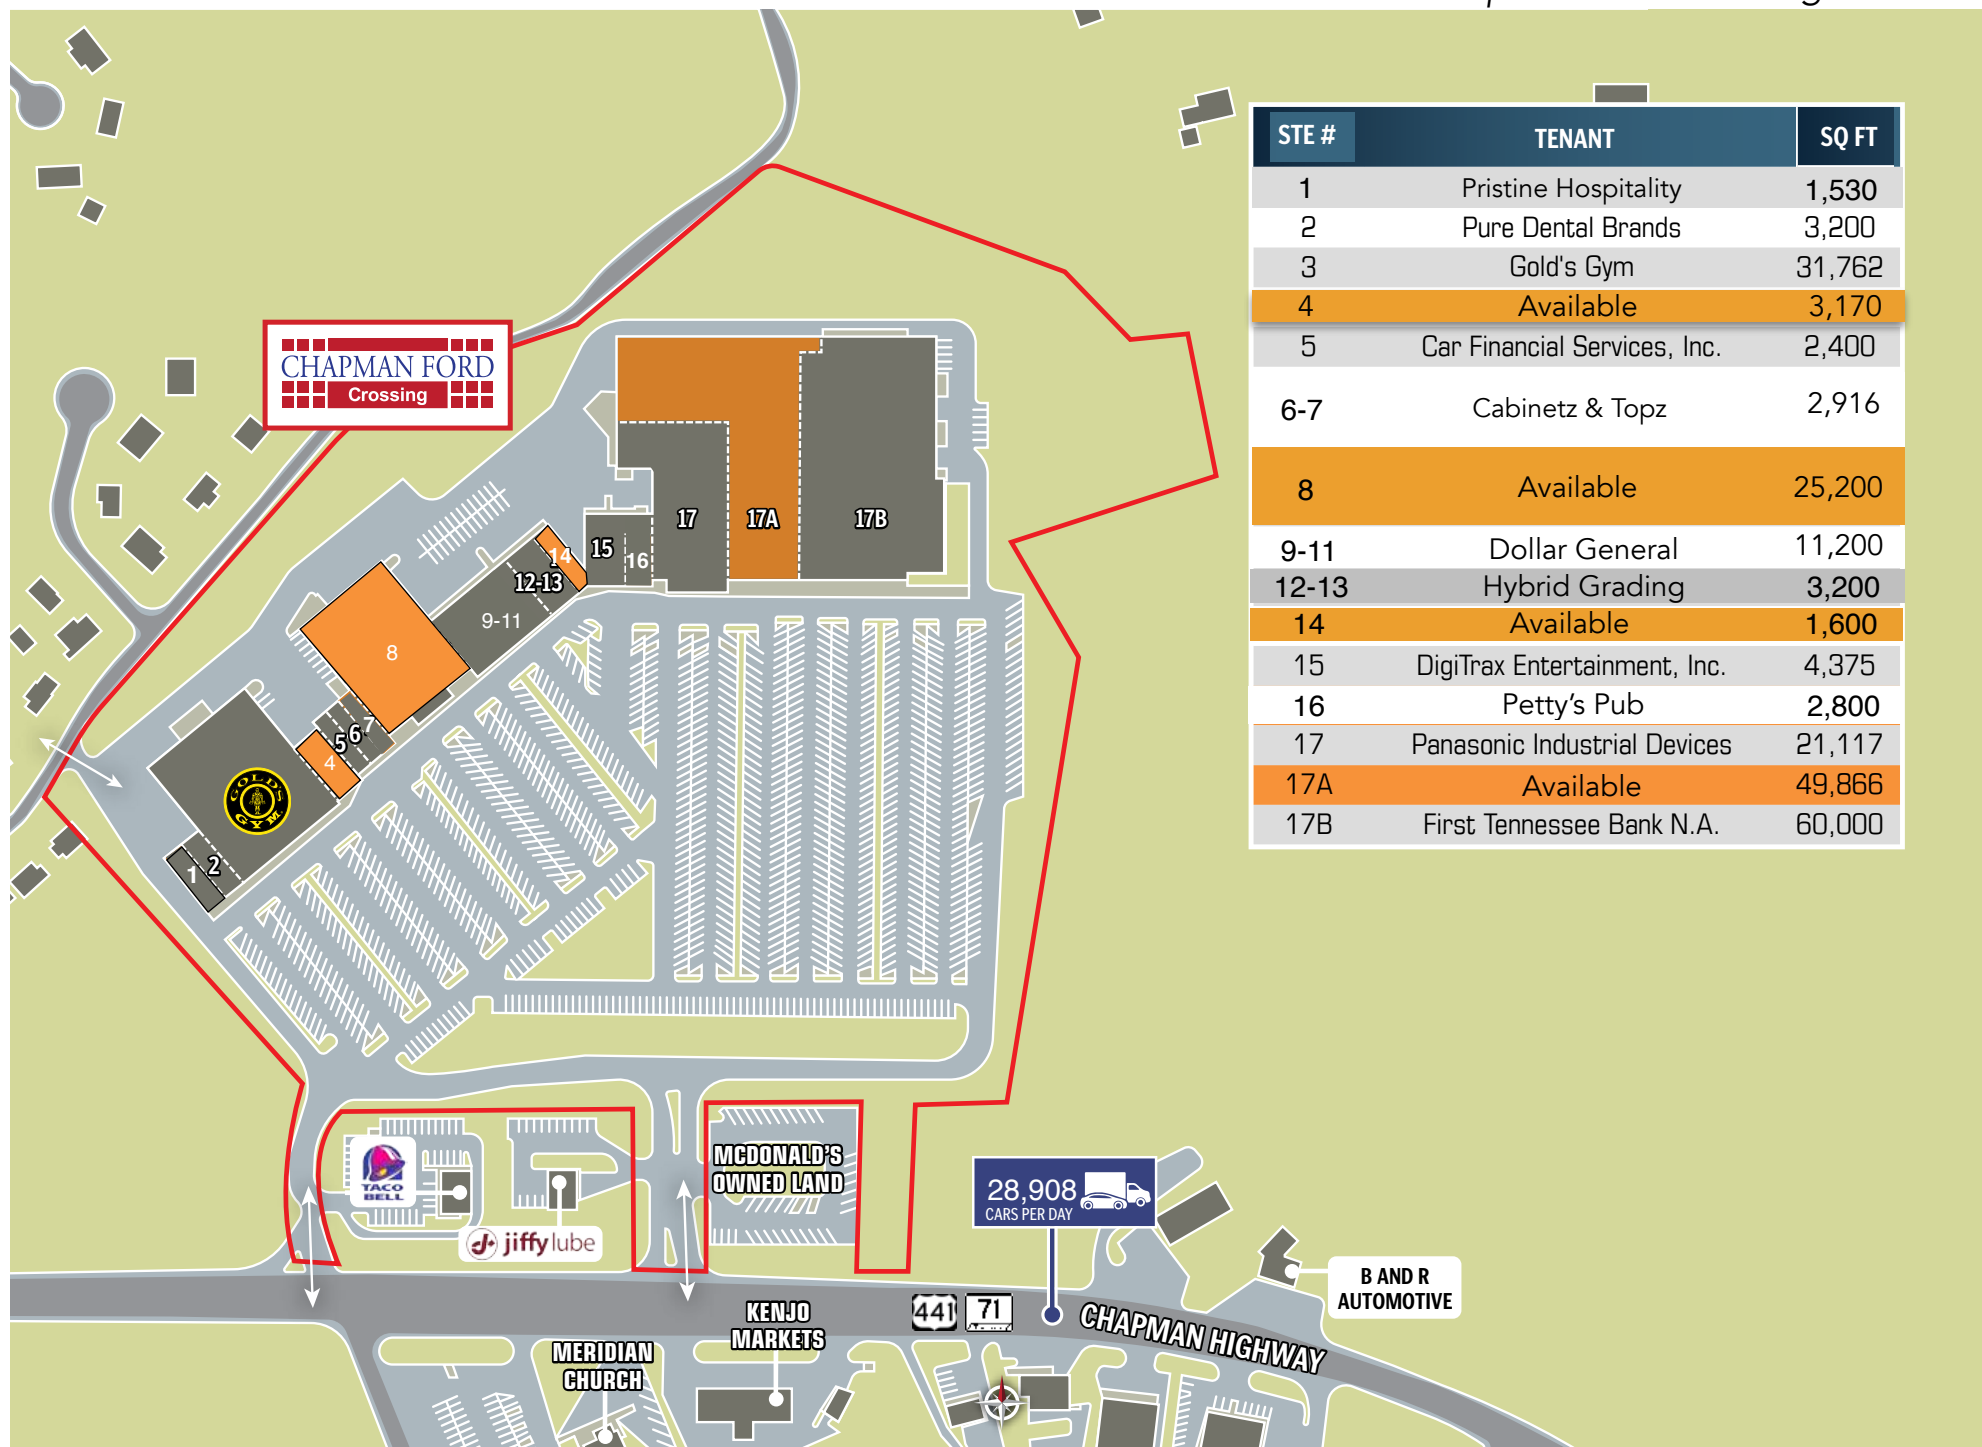 STE # TENANT SQ FT
1 Pristine Hospitality 1,530
2 Pure Dental Brands 3,200
3 Gold's Gym 31,762
4 Available 3,170
5 Car Financial Services, Inc. 2,400
6-7 Cabinetz & Topz 2,916
8 Available 25,200
9-11 Dollar General 11,200
12-13 Hybrid Grading 3,200
14 Available 1,600
15 DigiTrax Entertainment, Inc. 4,375
16 Petty's Pub 2,800
17 Panasonic Industrial Devices 21,117
17A Available 49,866
17B First Tennessee Bank N.A. 60,000
CHAPMAN FORD
Crossing
17
17A
17B
15
16
14
12-13
9-11
8
7
6
5
4
GOLD'S
GYM
2
1
TACO
BELL
jiffy lube
MCDONALD'S
OWNED LAND
28,908
CARS PER DAY
B AND R
AUTOMOTIVE
441
71
CHAPMAN HIGHWAY
KENJO
MARKETS
MERIDIAN
CHURCH